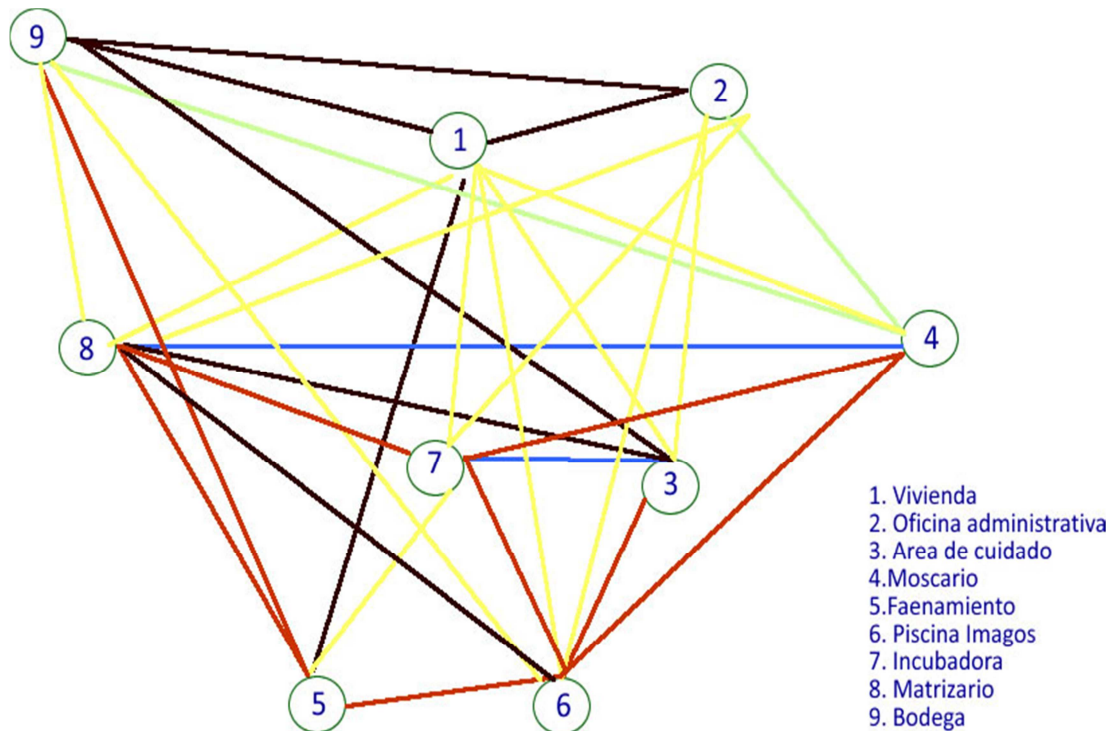 9
2
1
4
8
7
3
5
6
1. Vivienda
2. Oficina administrativa
3. Area de cuidado
4.Moscario
5.Faenamiento
6. Piscina Imagos
7. Incubadora
8. Matrizario
9. Bodega